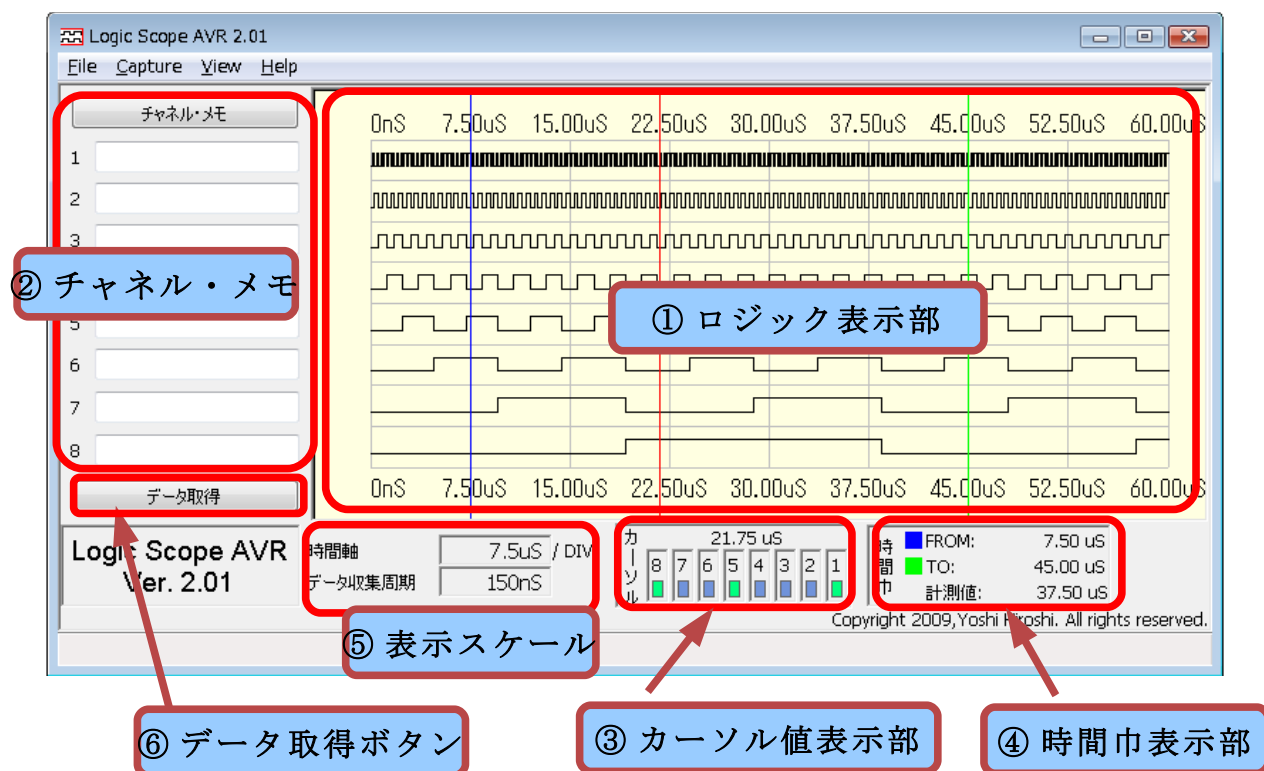 Logic Scope AVR 2.01
File Capture View Help
チャネル・メモ
1
2
3
5
6
7
8
② チャネル・メモ
データ取得
0nS 7.50uS 15.00uS 22.50uS 30.00uS 37.50uS 45.00uS 52.50uS 60.00uS
① ロジック表示部
0nS 7.50uS 15.00uS 22.50uS 30.00uS 37.50uS 45.00uS 52.50uS 60.00uS
Logic Scope AVR
Ver. 2.01
時間軸 7.5uS / DIV
データ収集周期 150nS
カーソル
21.75 uS
8 7 6 5 4 3 2 1
時間巾
FROM: 7.50 uS
TO: 45.00 uS
計測値: 37.50 uS
Copyright 2009,Yoshi Hiroshi. All rights reserved.
⑤ 表示スケール
⑥ データ取得ボタン
③ カーソル値表示部
④ 時間巾表示部